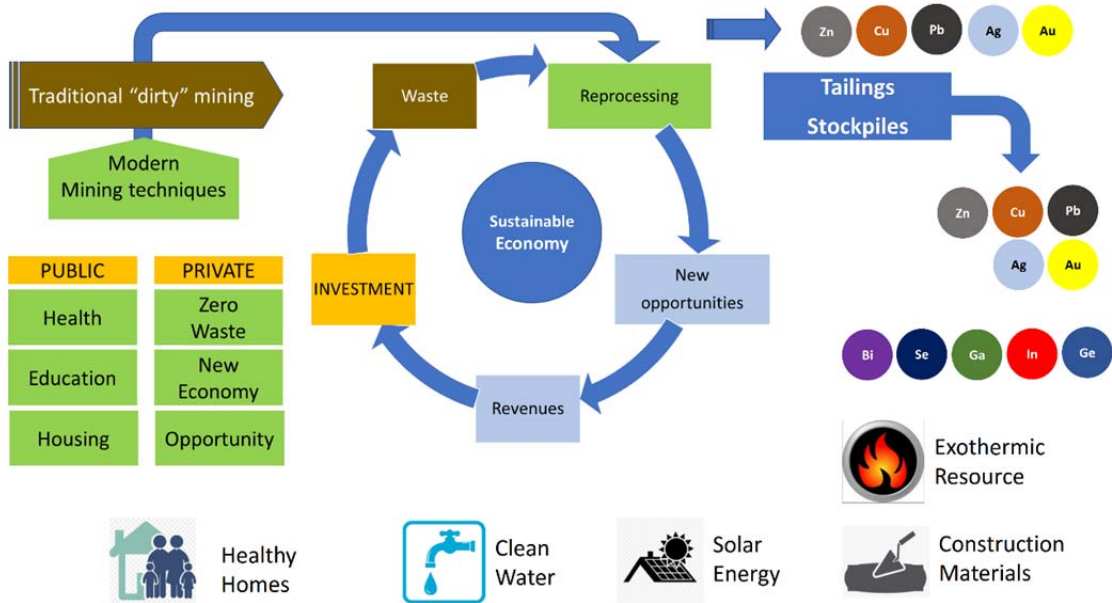 Zn Cu Pb Ag Au
Traditional “dirty” mining
Waste
Reprocessing
Tailings
Stockpiles
Modern
Mining techniques
Sustainable
Economy
Zn Cu Pb
Ag Au
PUBLIC
PRIVATE
INVESTMENT
New
opportunities
Health
Zero
Waste
Education
New
Economy
Housing
Opportunity
Revenues
Bi Se Ga In Ge
Exothermic
Resource
Healthy
Homes
Clean
Water
Solar
Energy
Construction
Materials